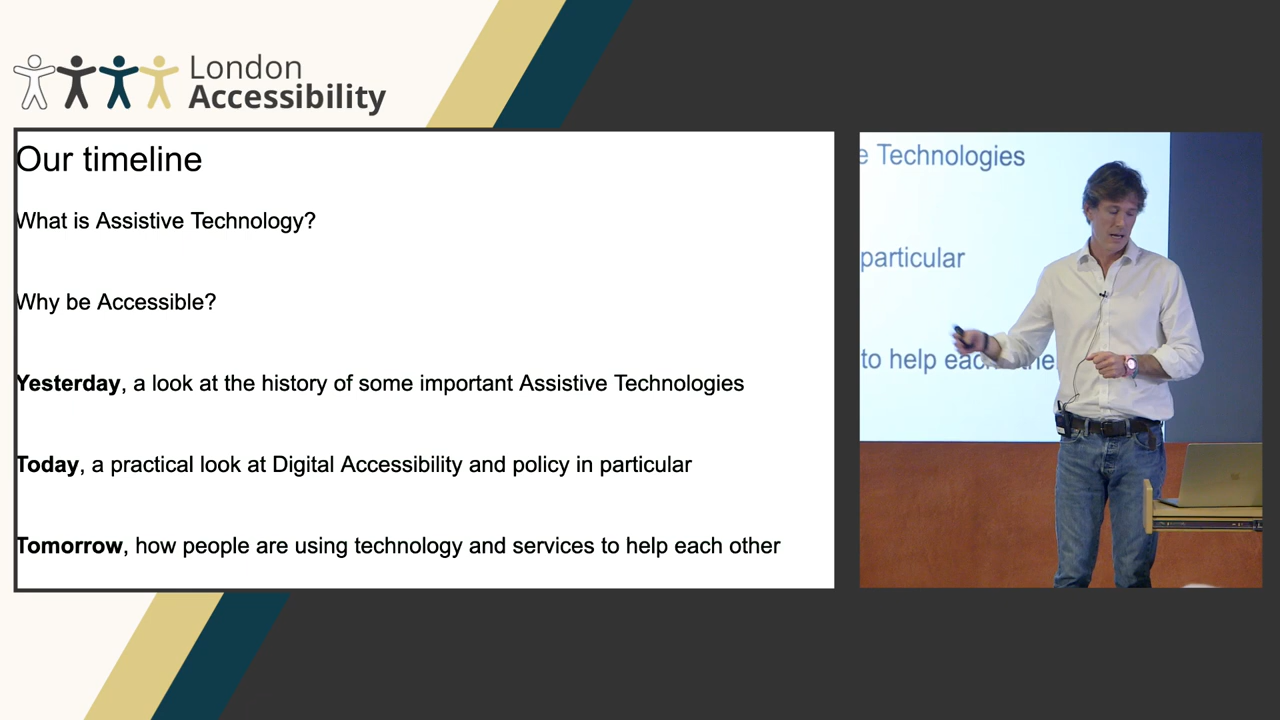 London
Accessibility
Our timeline
What is Assistive Technology?
Why be Accessible?
Yesterday, a look at the history of some important Assistive Technologies
Today, a practical look at Digital Accessibility and policy in particular
Tomorrow, how people are using technology and services to help each other
e Technologies
particular
to help each othe